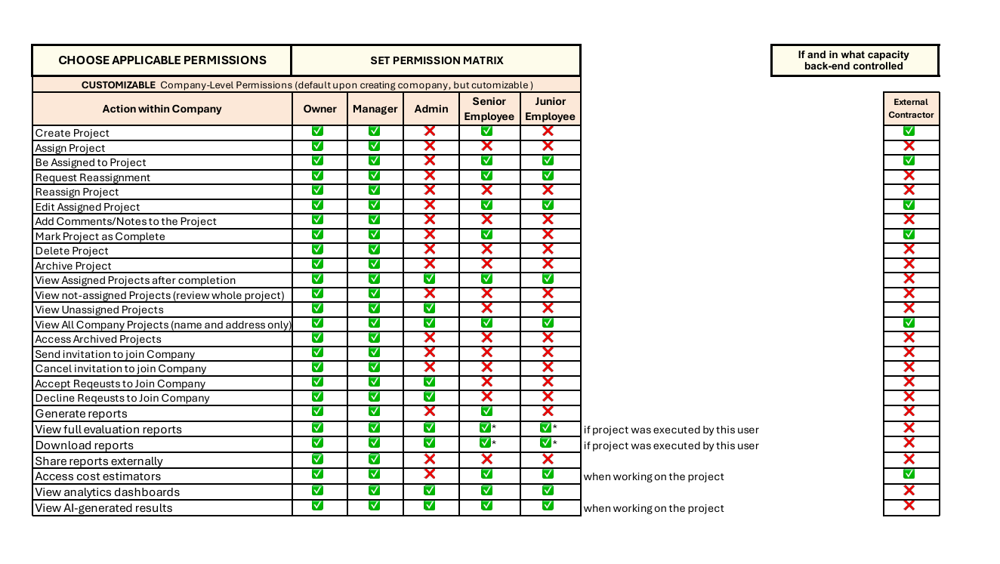 CHOOSE APPLICABLE PERMISSIONS SET PERMISSION MATRIX If and in what capacity
back-end controlled
CUSTOMIZABLE Company-Level Permissions (default upon creating comopany, but cutomizable )
Action within Company Owner Manager Admin Senior Employee Junior Employee External Contractor
Create Project ✅ ✅ ❌ ✅ ❌ ✅
Assign Project ✅ ✅ ❌ ❌ ❌ ❌
Be Assigned to Project ✅ ✅ ❌ ✅ ✅ ✅
Request Reassignment ✅ ✅ ❌ ✅ ✅ ❌
Reassign Project ✅ ✅ ❌ ❌ ❌ ❌
Edit Assigned Project ✅ ✅ ❌ ✅ ✅ ✅
Add Comments/Notes to the Project ✅ ✅ ❌ ❌ ❌ ❌
Mark Project as Complete ✅ ✅ ❌ ✅ ❌ ✅
Delete Project ✅ ✅ ❌ ❌ ❌ ❌
Archive Project ✅ ✅ ❌ ❌ ❌ ❌
View Assigned Projects after completion ✅ ✅ ✅ ✅ ✅ ❌
View not-assigned Projects (review whole project) ✅ ✅ ❌ ❌ ❌ ❌
View Unassigned Projects ✅ ✅ ✅ ❌ ❌ ❌
View All Company Projects (name and address only) ✅ ✅ ✅ ✅ ✅ ✅
Access Archived Projects ✅ ✅ ❌ ❌ ❌ ❌
Send invitation to join Company ✅ ✅ ❌ ❌ ❌ ❌
Cancel invitation to join Company ✅ ✅ ❌ ❌ ❌ ❌
Accept Reqeusts to Join Company ✅ ✅ ✅ ❌ ❌ ❌
Decline Reqeusts to Join Company ✅ ✅ ✅ ❌ ❌ ❌
Generate reports ✅ ✅ ❌ ✅ ❌ ❌
View full evaluation reports ✅ ✅ ✅ ✅* ✅* if project was executed by this user ❌
Download reports ✅ ✅ ✅ ✅* ✅* if project was executed by this user ❌
Share reports externally ✅ ✅ ❌ ❌ ❌ ❌
Access cost estimators ✅ ✅ ❌ ✅ ✅ when working on the project ✅
View analytics dashboards ✅ ✅ ✅ ✅ ✅ ❌
View AI-generated results ✅ ✅ ✅ ✅ ✅ when working on the project ❌